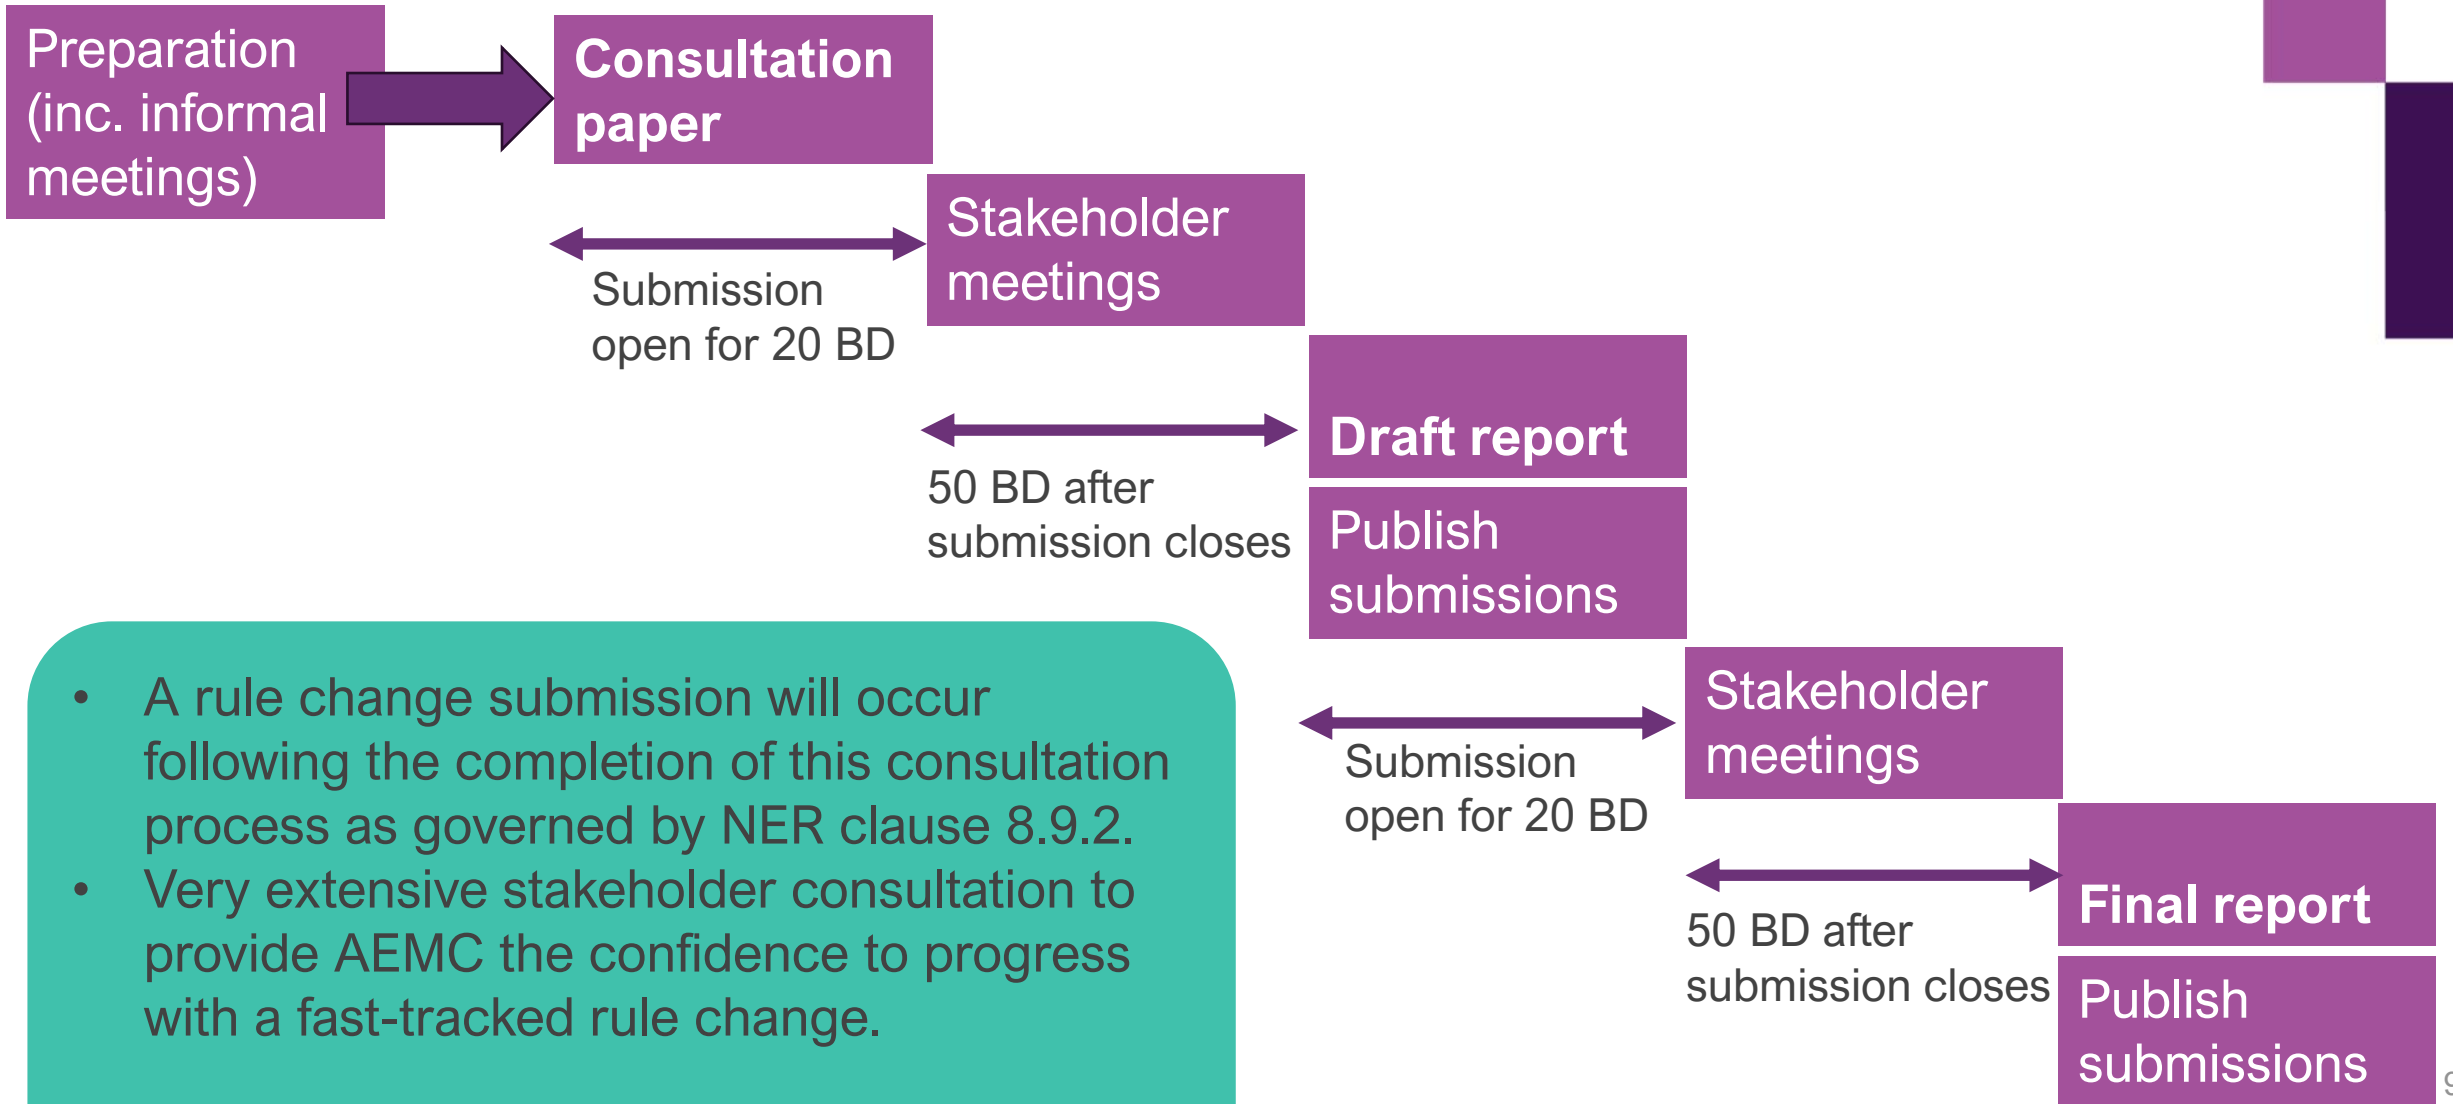 Preparation
(inc. informal
meetings)
Consultation
paper
Submission
open for 20 BD
Stakeholder
meetings
50 BD after
submission closes
Draft report
Publish
submissions
Submission
open for 20 BD
Stakeholder
meetings
50 BD after
submission closes
Final report
Publish
submissions
• A rule change submission will occur
following the completion of this consultation
process as governed by NER clause 8.9.2.
• Very extensive stakeholder consultation to
provide AEMC the confidence to progress
with a fast-tracked rule change.